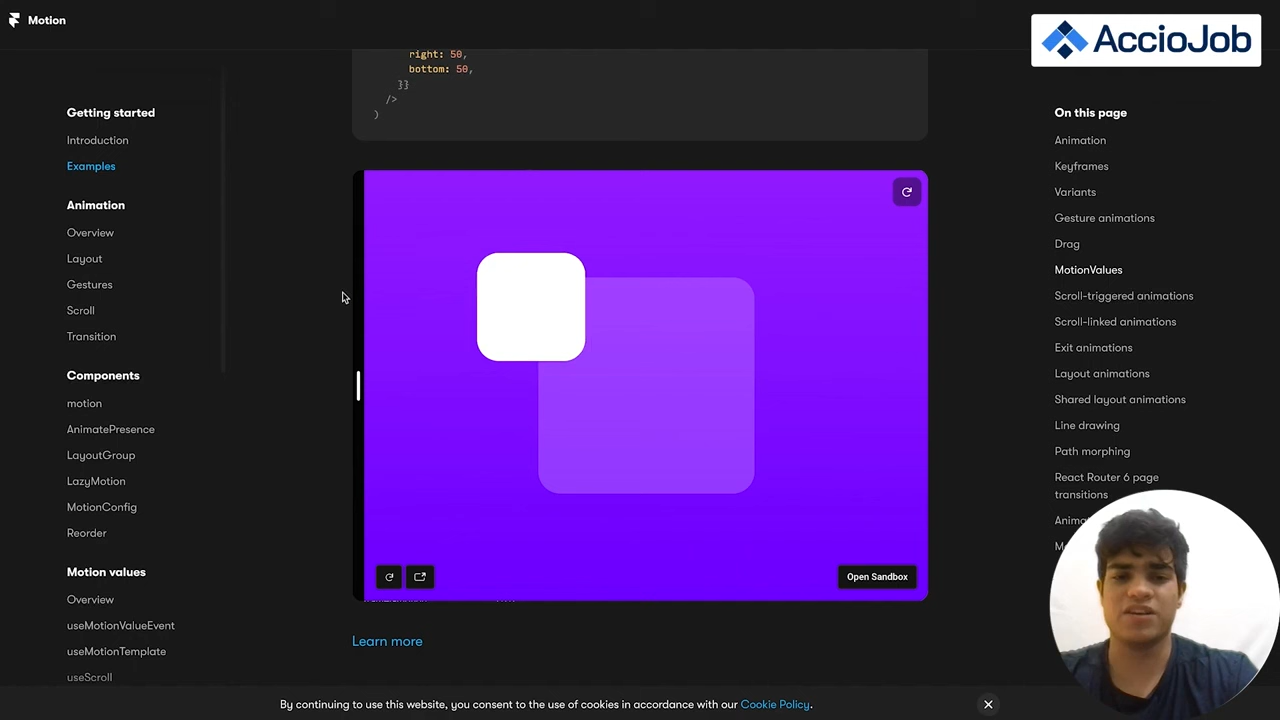 Motion
AccioJob
right: 50,
bottom: 50,
}}
/>
)
Getting started
Introduction
Examples
Animation
Overview
Layout
Gestures
Scroll
Transition
Components
motion
AnimatePresence
LayoutGroup
LazyMotion
MotionConfig
Reorder
Motion values
Overview
useMotionValueEvent
useMotionTemplate
useScroll
Open Sandbox
Learn more
On this page
Animation
Keyframes
Variants
Gesture animations
Drag
MotionValues
Scroll-triggered animations
Scroll-linked animations
Exit animations
Layout animations
Shared layout animations
Line drawing
Path morphing
React Router 6 page
transitions
By continuing to use this website, you consent to the use of cookies in accordance with our Cookie Policy.